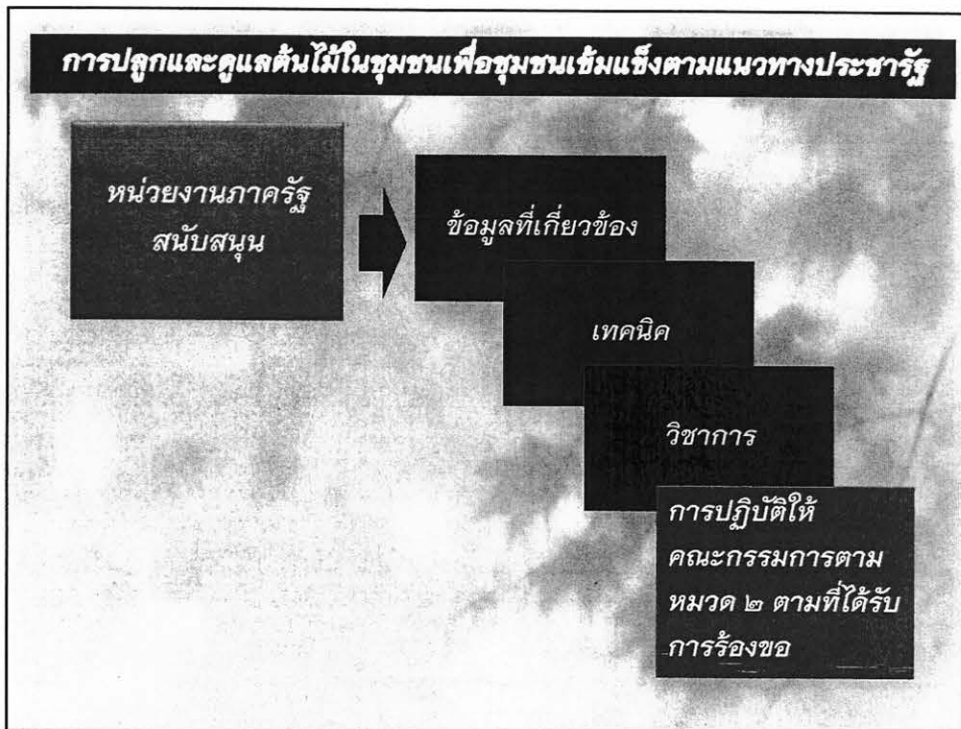 การปลูกและดูแลต้นไม้ในชุมชนเพื่อชุมชนเข้มแข็งตามแนวทางประชารัฐ
หน่วยงานภาครัฐ
สนับสนุน
ข้อมูลที่เกี่ยวข้อง
เทคนิค
วิชาการ
การปฏิบัติให้
คณะกรรมการตาม
หมวด ๒ ตามที่ได้รับ
การร้องขอ